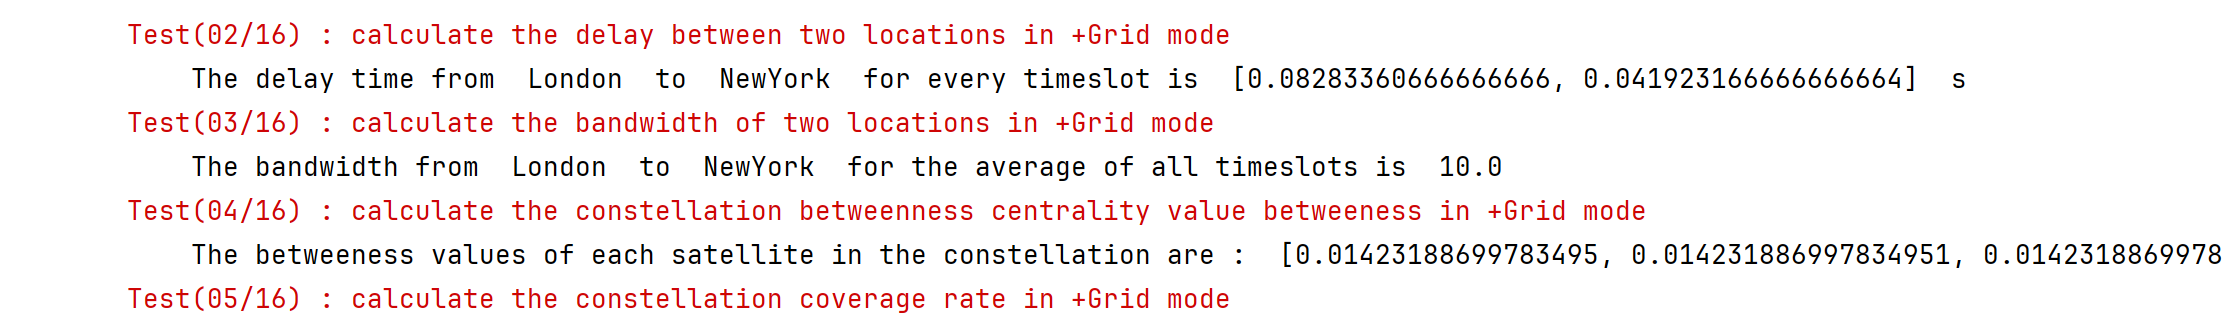 Test(02/16) : calculate the delay between two locations in +Grid mode
The delay time from  London  to  NewYork  for every timeslot is  [0.08283360666666666, 0.041923166666666664]  s
Test(03/16) : calculate the bandwidth of two locations in +Grid mode
The bandwidth from  London  to  NewYork  for the average of all timeslots is  10.0
Test(04/16) : calculate the constellation betweenness centrality value betweeness in +Grid mode
The betweeness values of each satellite in the constellation are :  [0.01423188699783495, 0.014231886997834951, 0.0142318869978
Test(05/16) : calculate the constellation coverage rate in +Grid mode